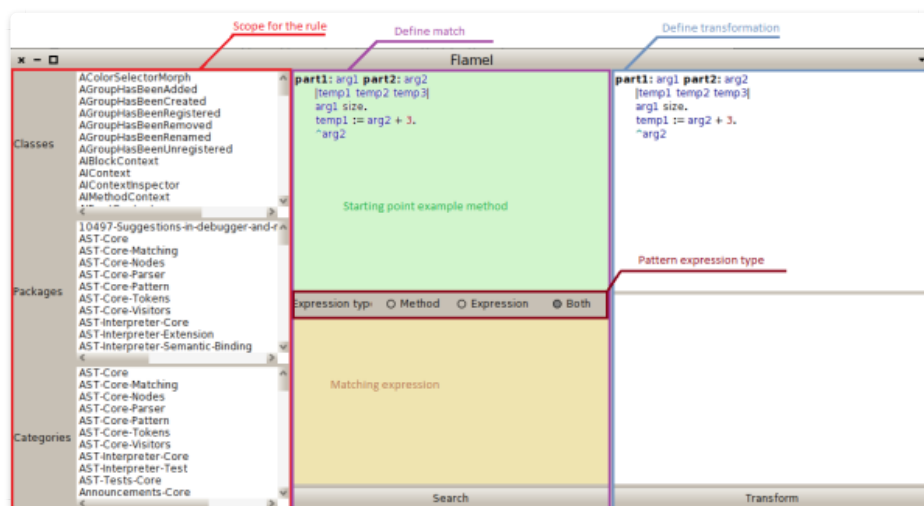 Scope for the rule
Define match
Define transformation
Flamel
Classes
AColorSelectorMorph
AGroupHasBeenAdded
AGroupHasBeenCreated
AGroupHasBeenRegistered
AGroupHasBeenRemoved
AGroupHasBeenRenamed
AGroupHasBeenUnregistered
AIBlockContext
AIContext
AIContextInspector
AIMethodContext
Packages
10497-Suggestions-in-debugger-and-r
AST-Core
AST-Core-Matching
AST-Core-Nodes
AST-Core-Parser
AST-Core-Pattern
AST-Core-Tokens
AST-Core-Visitors
AST-Interpreter-Core
AST-Interpreter-Extension
AST-Interpreter-Semantic-Binding
Categories
AST-Core
AST-Core-Matching
AST-Core-Nodes
AST-Core-Parser
AST-Core-Pattern
AST-Core-Tokens
AST-Core-Visitors
AST-Interpreter-Core
AST-Interpreter-Test
AST-Tests-Core
Announcements-Core
part1: arg1 part2: arg2
|temp1 temp2 temp3|
arg1 size.
temp1 := arg2 + 3.
^arg2
Starting point example method
Expression typ
Method
Expression
Both
Matching expression
Search
part1: arg1 part2: arg2
|temp1 temp2 temp3|
arg1 size.
temp1 := arg2 + 3.
^arg2
Pattern expression type
Transform